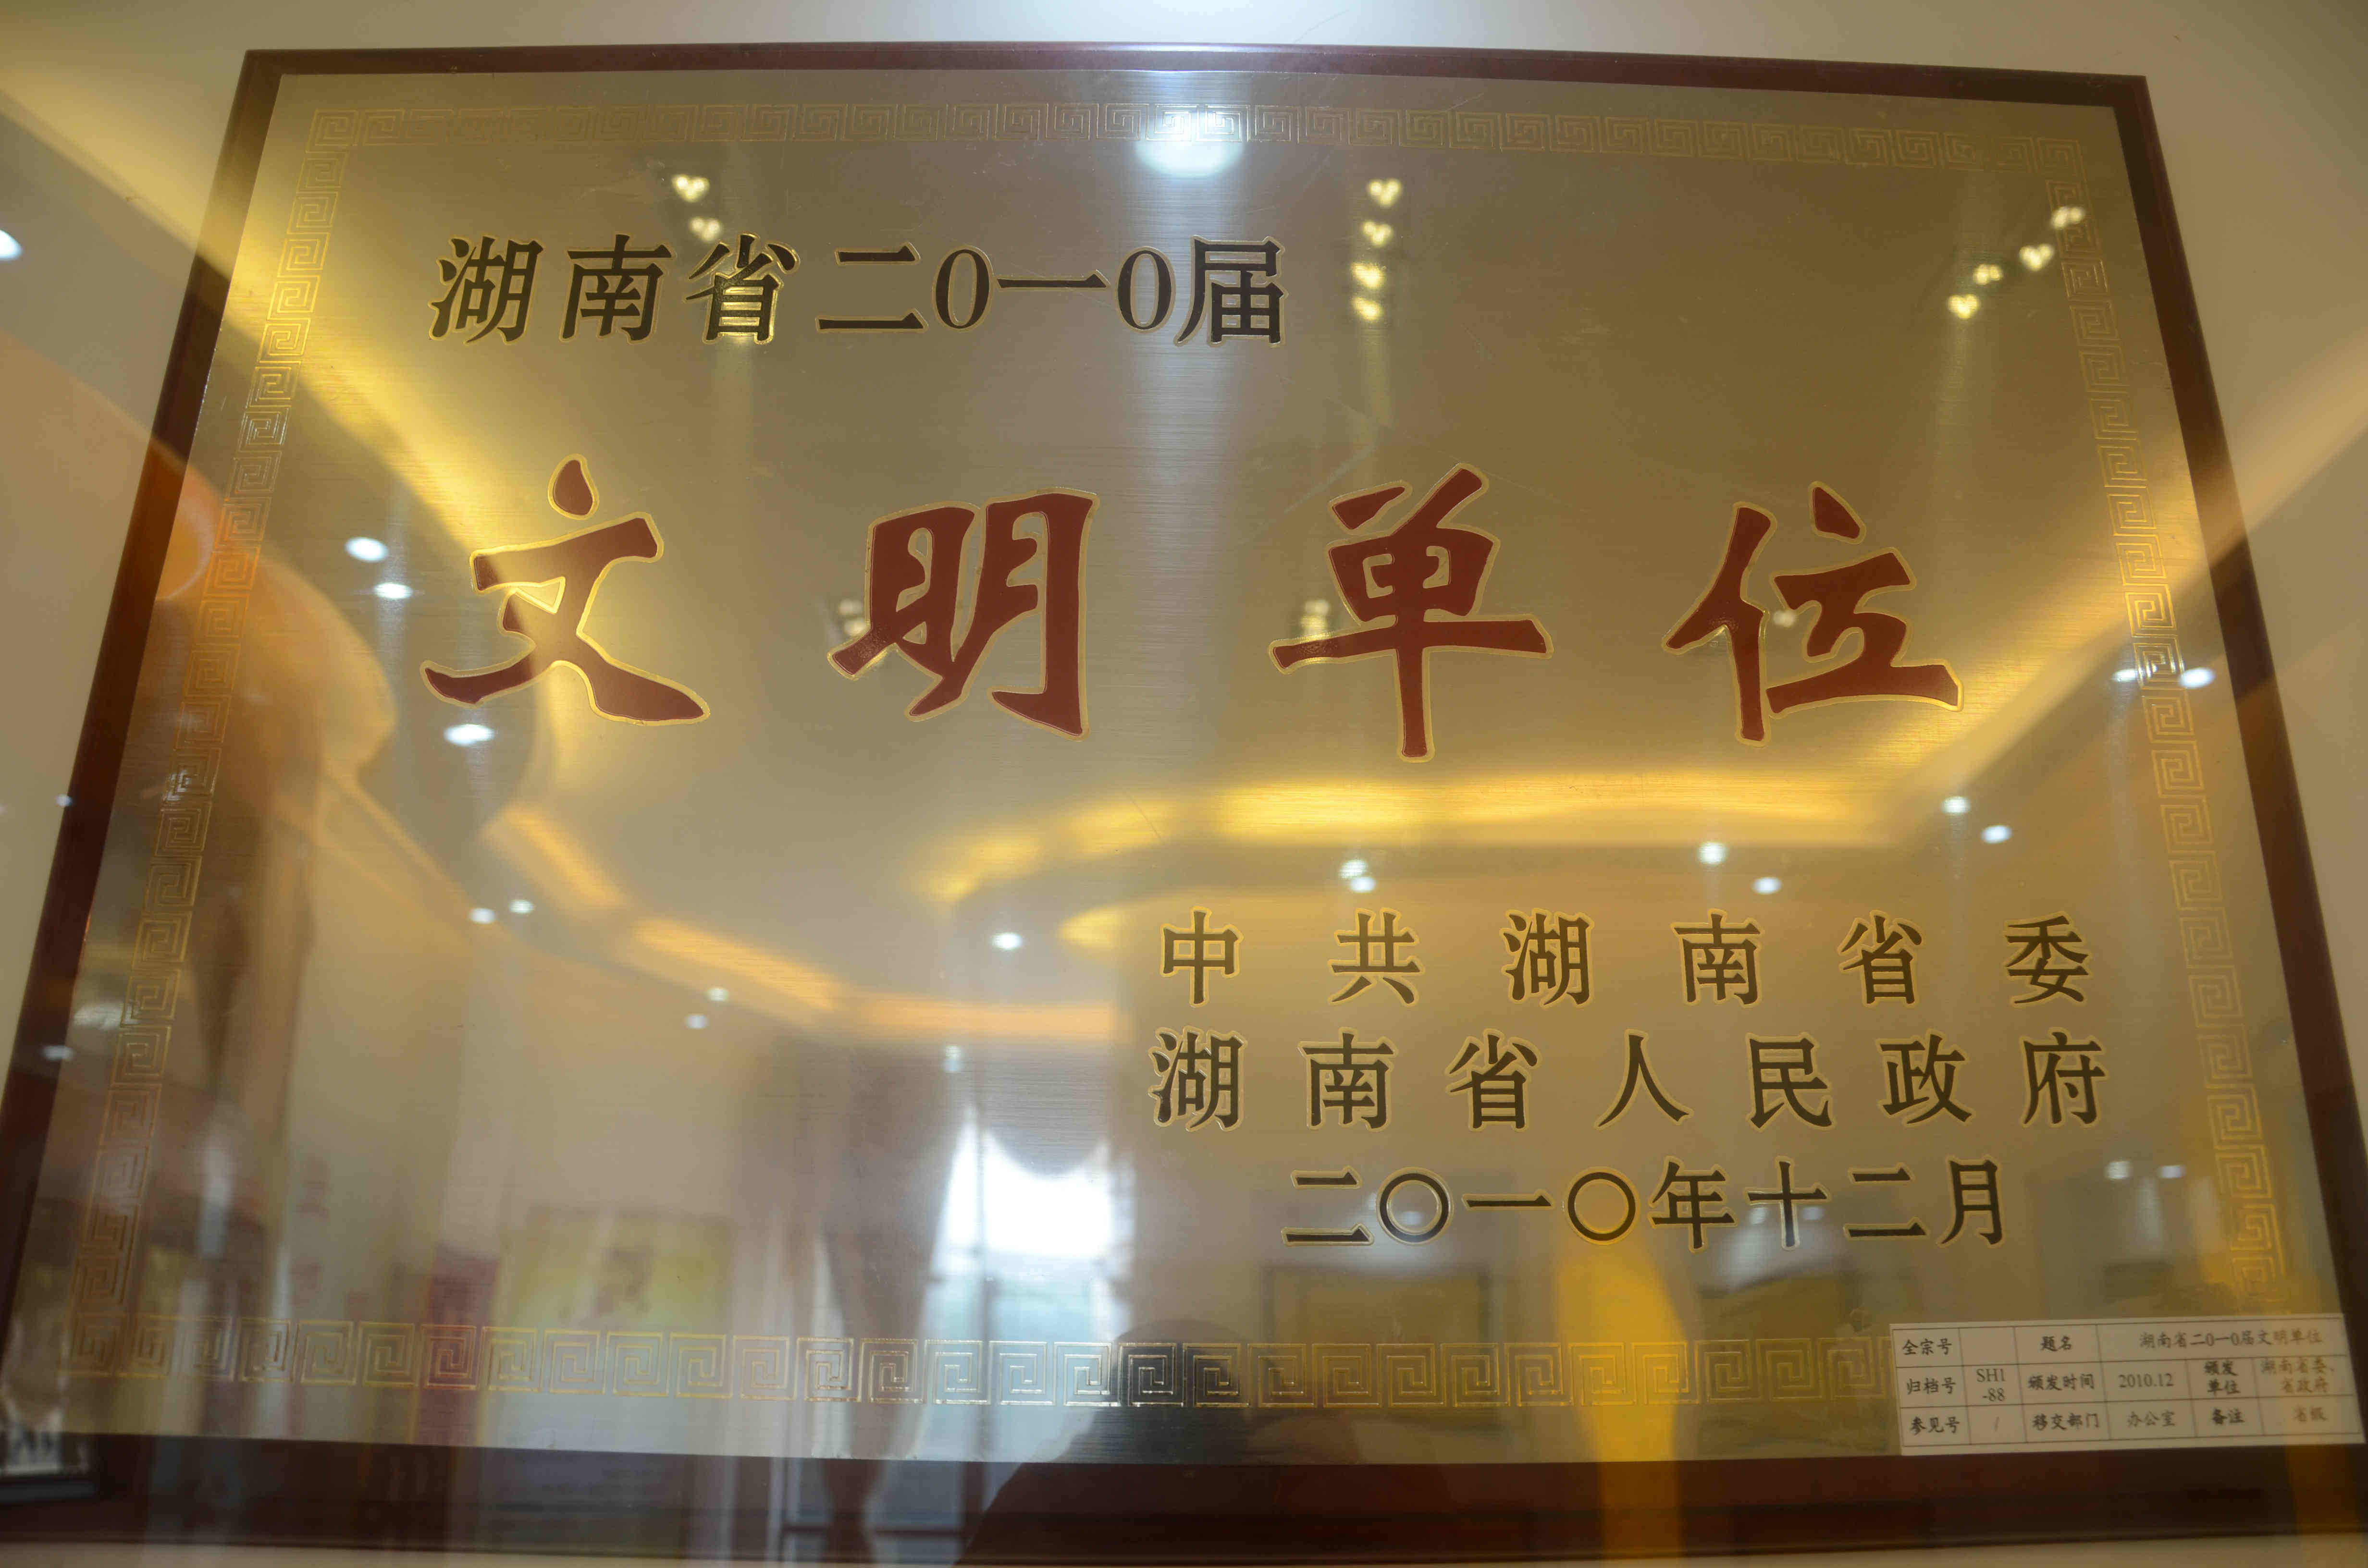 湖南省二0一0届
文明单位
中共湖南省委
湖南省人民政府
二〇一〇年十二月
全宗号 题名 湖南省二0一0届文明单位
归档号 SH1-88 颁发时间 2010.12 颁发单位 湖南省委、省政府
参见号 / 移交部门 办公室 备注 省级